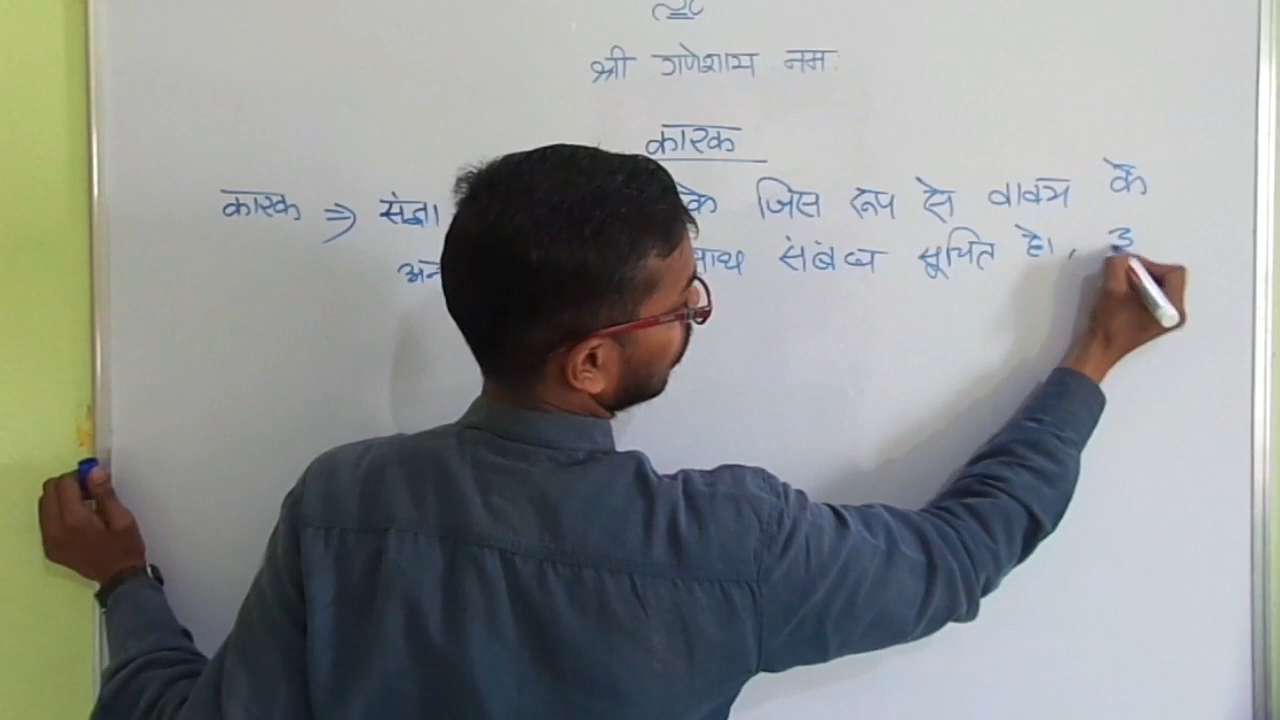 श्री गणेशाय नमः
कारक
कारक ⇒ संज्ञा के जिस रूप से वाक्य के
साथ संबंध सूचित हो,